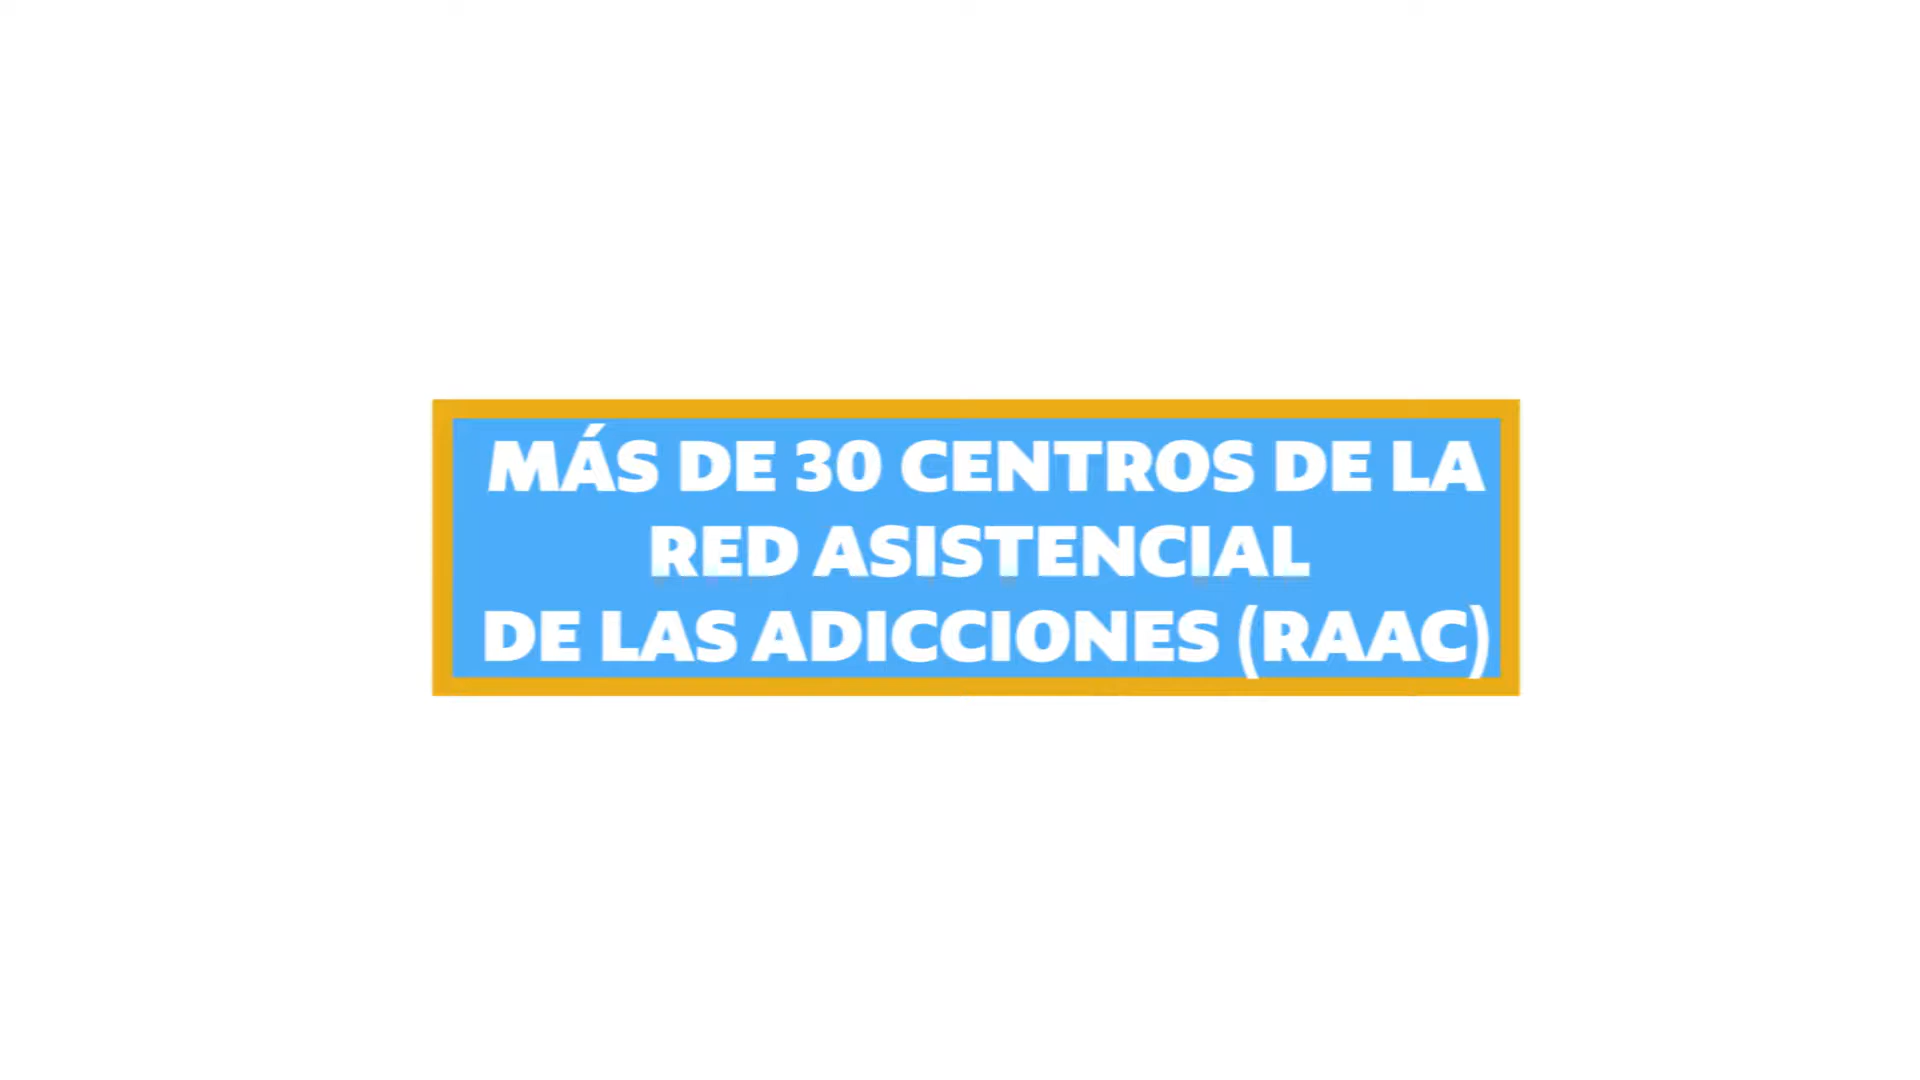 MÁS DE 30 CENTROS DE LA
RED ASISTENCIAL
DE LAS ADICCIONES (RAAC)